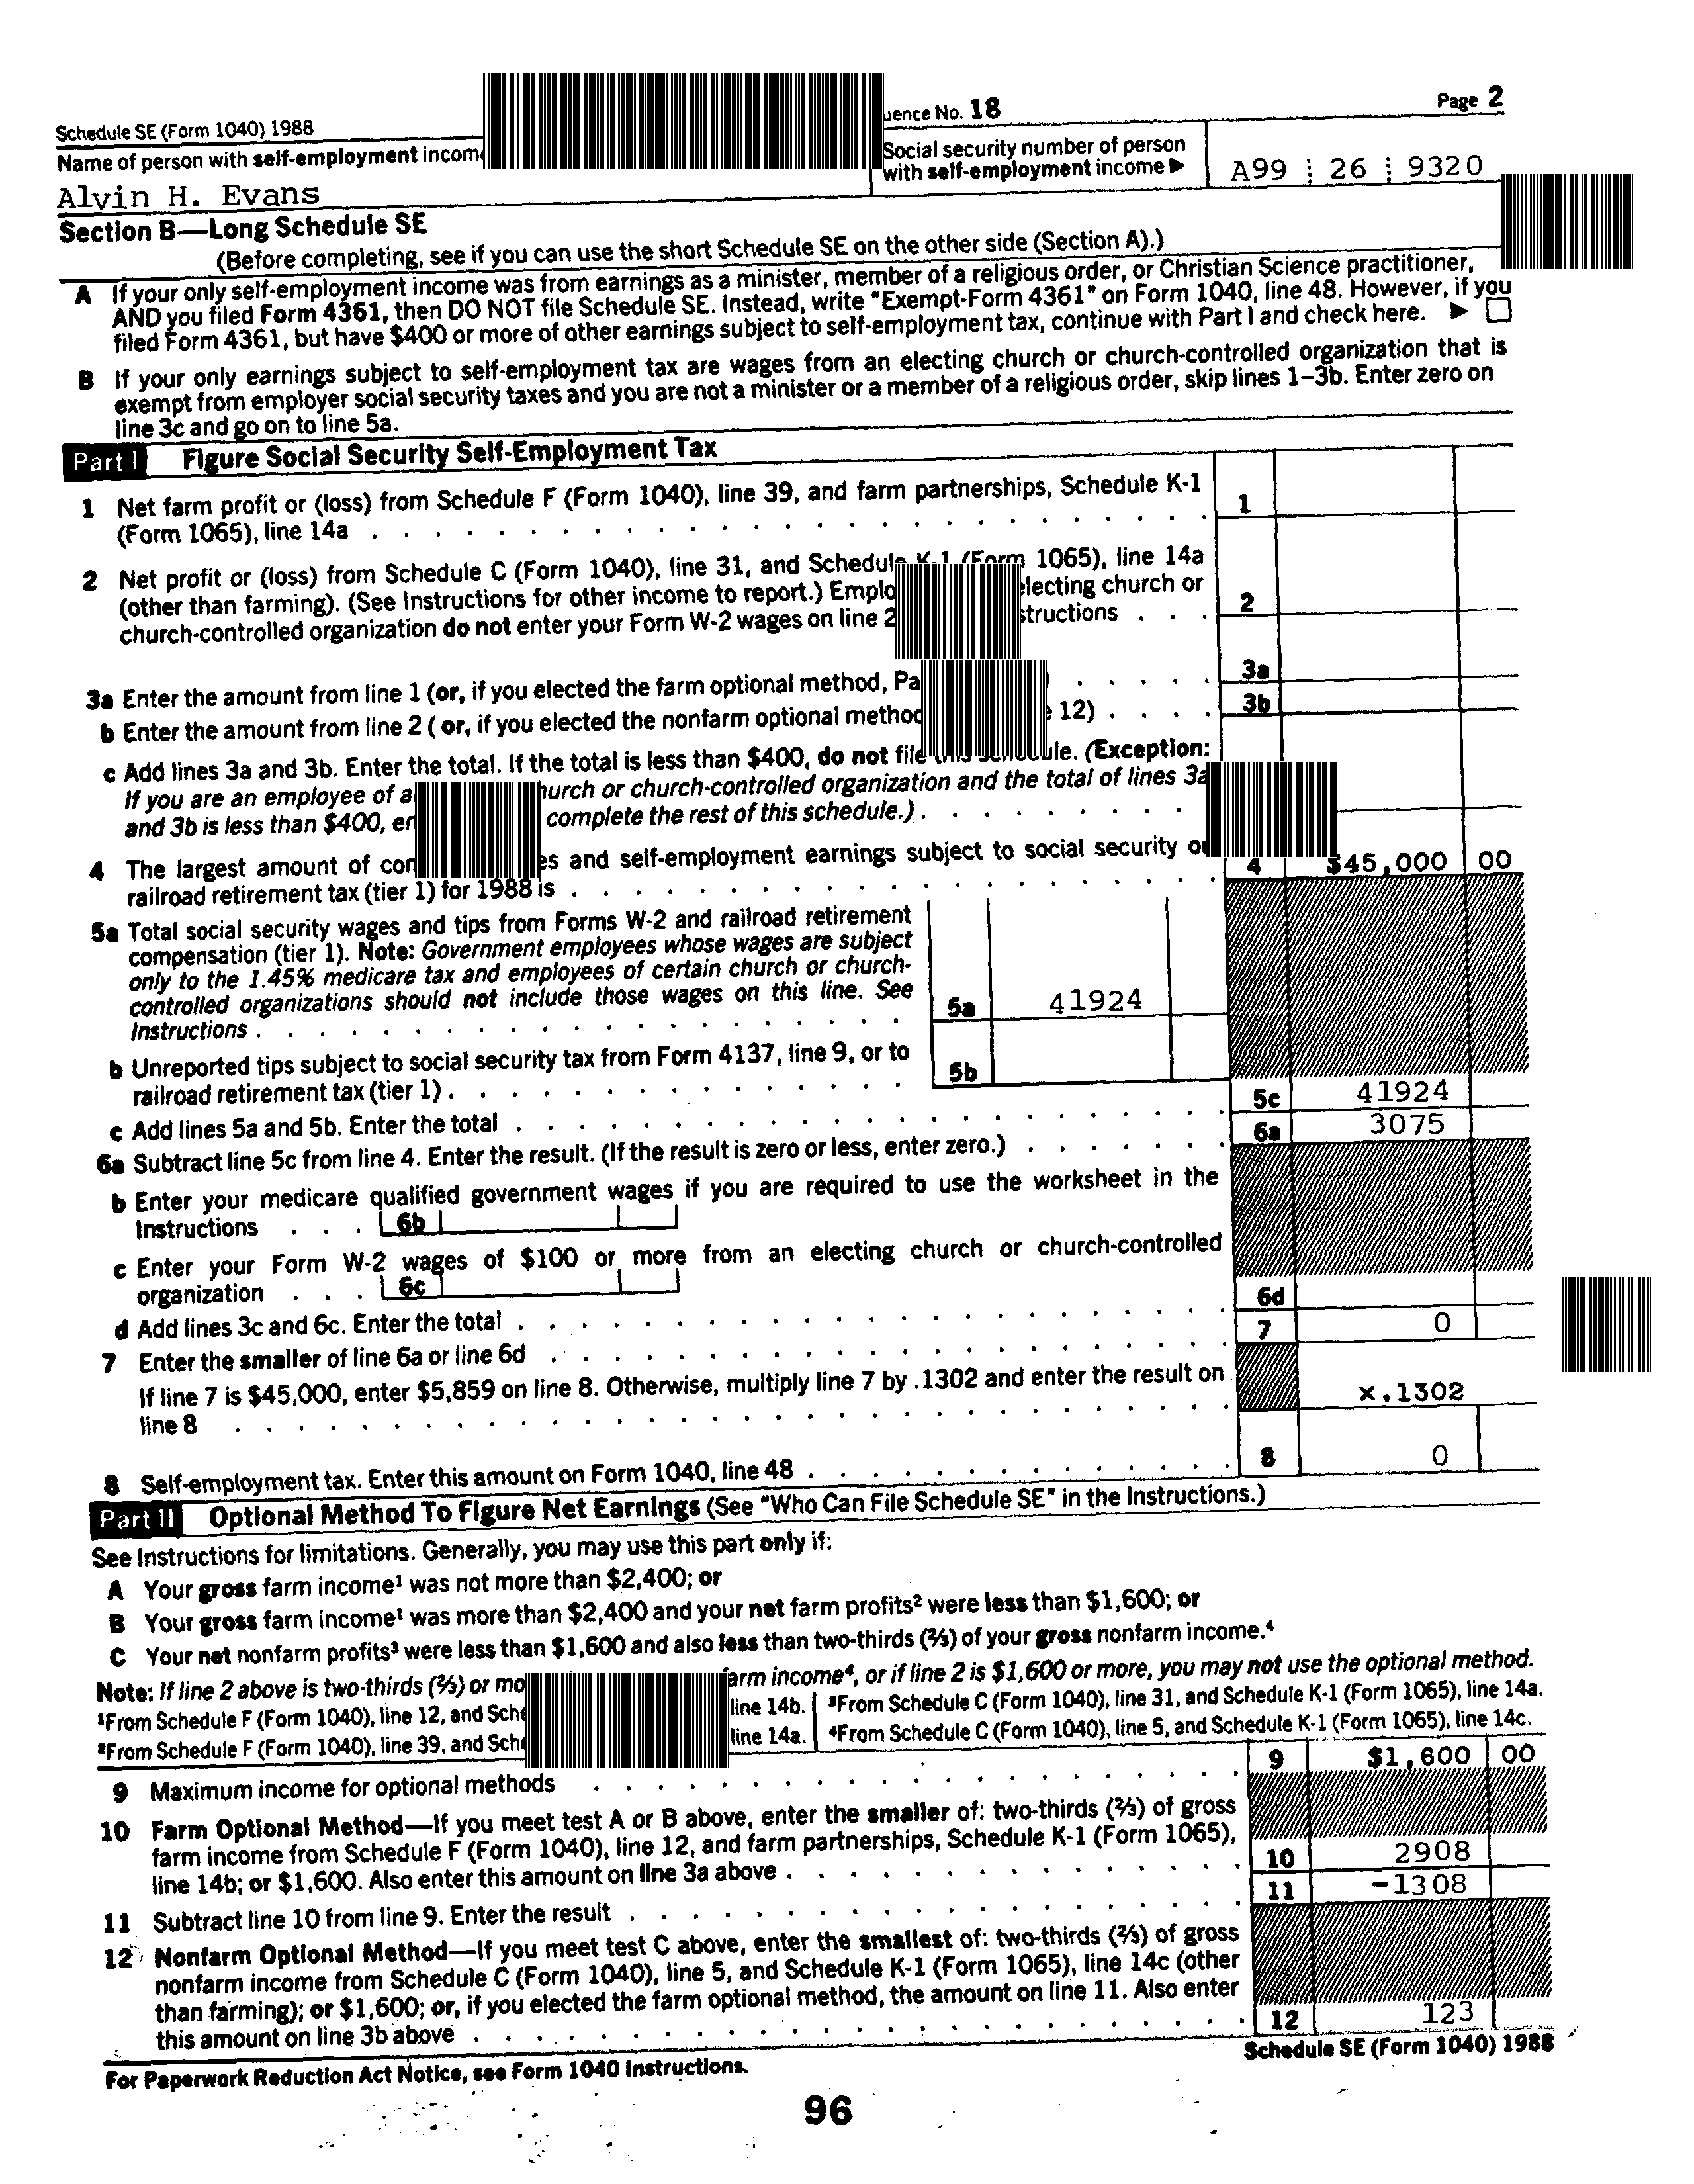 Schedule SE (Form 1040) 1988
No. 18
Page 2
Name of person with self-employment
Social security number of person
with self-employment income ▶
A99 26 9320
Alvin H. Evans
Section B—Long Schedule SE
(Before completing, see if you can use the short Schedule SE on the other side (Section A).)
A If your only self-employment income was from earnings as a minister, member of a religious order, or Christian Science practitioner,
AND you filed Form 4361, then DO NOT file Schedule SE. Instead, write "Exempt-Form 4361" on Form 1040, line 48. However, if you
filed Form 4361, but have $400 or more of other earnings subject to self-employment tax, continue with Part I and check here. ▶
B If your only earnings subject to self-employment tax are wages from an electing church or church-controlled organization that is
exempt from employer social security taxes and you are not a minister or a member of a religious order, skip lines 1–3b. Enter zero on
line 3c and go on to line 5a.
Part I Figure Social Security Self-Employment Tax
1 Net farm profit or (loss) from Schedule F (Form 1040), line 39, and farm partnerships, Schedule K-1
(Form 1065), line 14a
1
2 Net profit or (loss) from Schedule C (Form 1040), line 31, and Schedule K-1 (Form 1065), line 14a
(other than farming). (See Instructions for other income to report.) church or
church-controlled organization do not enter your Form W-2 wages on line
2
3a Enter the amount from line 1 (or, if you elected the farm optional method,
3a
b Enter the amount from line 2 ( or, if you elected the nonfarm optional 12)
3b
c Add lines 3a and 3b. Enter the total. If the total is less than $400, do not file (Exception:
If you are an employee of or church-controlled organization and the total of lines 3a
and 3b is less than $400, complete the rest of this schedule.)
4 The largest amount of and self-employment earnings subject to social security or
railroad retirement tax (tier 1) for 1988 is
4 $45,000 00
5a Total social security wages and tips from Forms W-2 and railroad retirement
compensation (tier 1). Note: Government employees whose wages are subject
only to the 1.45% medicare tax and employees of certain church or church-
controlled organizations should not include those wages on this line. See
Instructions
5a 41924
b Unreported tips subject to social security tax from Form 4137, line 9, or to
railroad retirement tax (tier 1)
5b
c Add lines 5a and 5b. Enter the total
5c 41924
6a Subtract line 5c from line 4. Enter the result. (If the result is zero or less, enter zero.)
6a 3075
b Enter your medicare qualified government wages if you are required to use the worksheet in the
Instructions 6b
c Enter your Form W-2 wages of $100 or more from an electing church or church-controlled
organization 6c
d Add lines 3c and 6c. Enter the total
6d
7 Enter the smaller of line 6a or line 6d
7 0
If line 7 is $45,000, enter $5,859 on line 8. Otherwise, multiply line 7 by .1302 and enter the result on
line 8
x.1302
8 Self-employment tax. Enter this amount on Form 1040, line 48
8 0
Part II Optional Method To Figure Net Earnings (See "Who Can File Schedule SE" in the Instructions.)
See Instructions for limitations. Generally, you may use this part only if:
A Your gross farm income¹ was not more than $2,400; or
B Your gross farm income¹ was more than $2,400 and your net farm profits² were less than $1,600; or
C Your net nonfarm profits³ were less than $1,600 and also less than two-thirds (⅔) of your gross nonfarm income.⁴
Note: If line 2 above is two-thirds (⅔) or income⁴, or if line 2 is $1,600 or more, you may not use the optional method.
¹From Schedule F (Form 1040), line 12, and line 14b. ³From Schedule C (Form 1040), line 31, and Schedule K-1 (Form 1065), line 14a.
²From Schedule F (Form 1040), line 39, and line 14a. ⁴From Schedule C (Form 1040), line 5, and Schedule K-1 (Form 1065), line 14c.
9 Maximum income for optional methods
9 $1,600 00
10 Farm Optional Method—If you meet test A or B above, enter the smaller of: two-thirds (⅔) of gross
farm income from Schedule F (Form 1040), line 12, and farm partnerships, Schedule K-1 (Form 1065),
line 14b; or $1,600. Also enter this amount on line 3a above
10 2908
11 Subtract line 10 from line 9. Enter the result
11 -1308
12 Nonfarm Optional Method—If you meet test C above, enter the smallest of: two-thirds (⅔) of gross
nonfarm income from Schedule C (Form 1040), line 5, and Schedule K-1 (Form 1065), line 14c (other
than farming); or $1,600; or, if you elected the farm optional method, the amount on line 11. Also enter
this amount on line 3b above
12 123
For Paperwork Reduction Act Notice, see Form 1040 Instructions.
Schedule SE (Form 1040) 1988
96